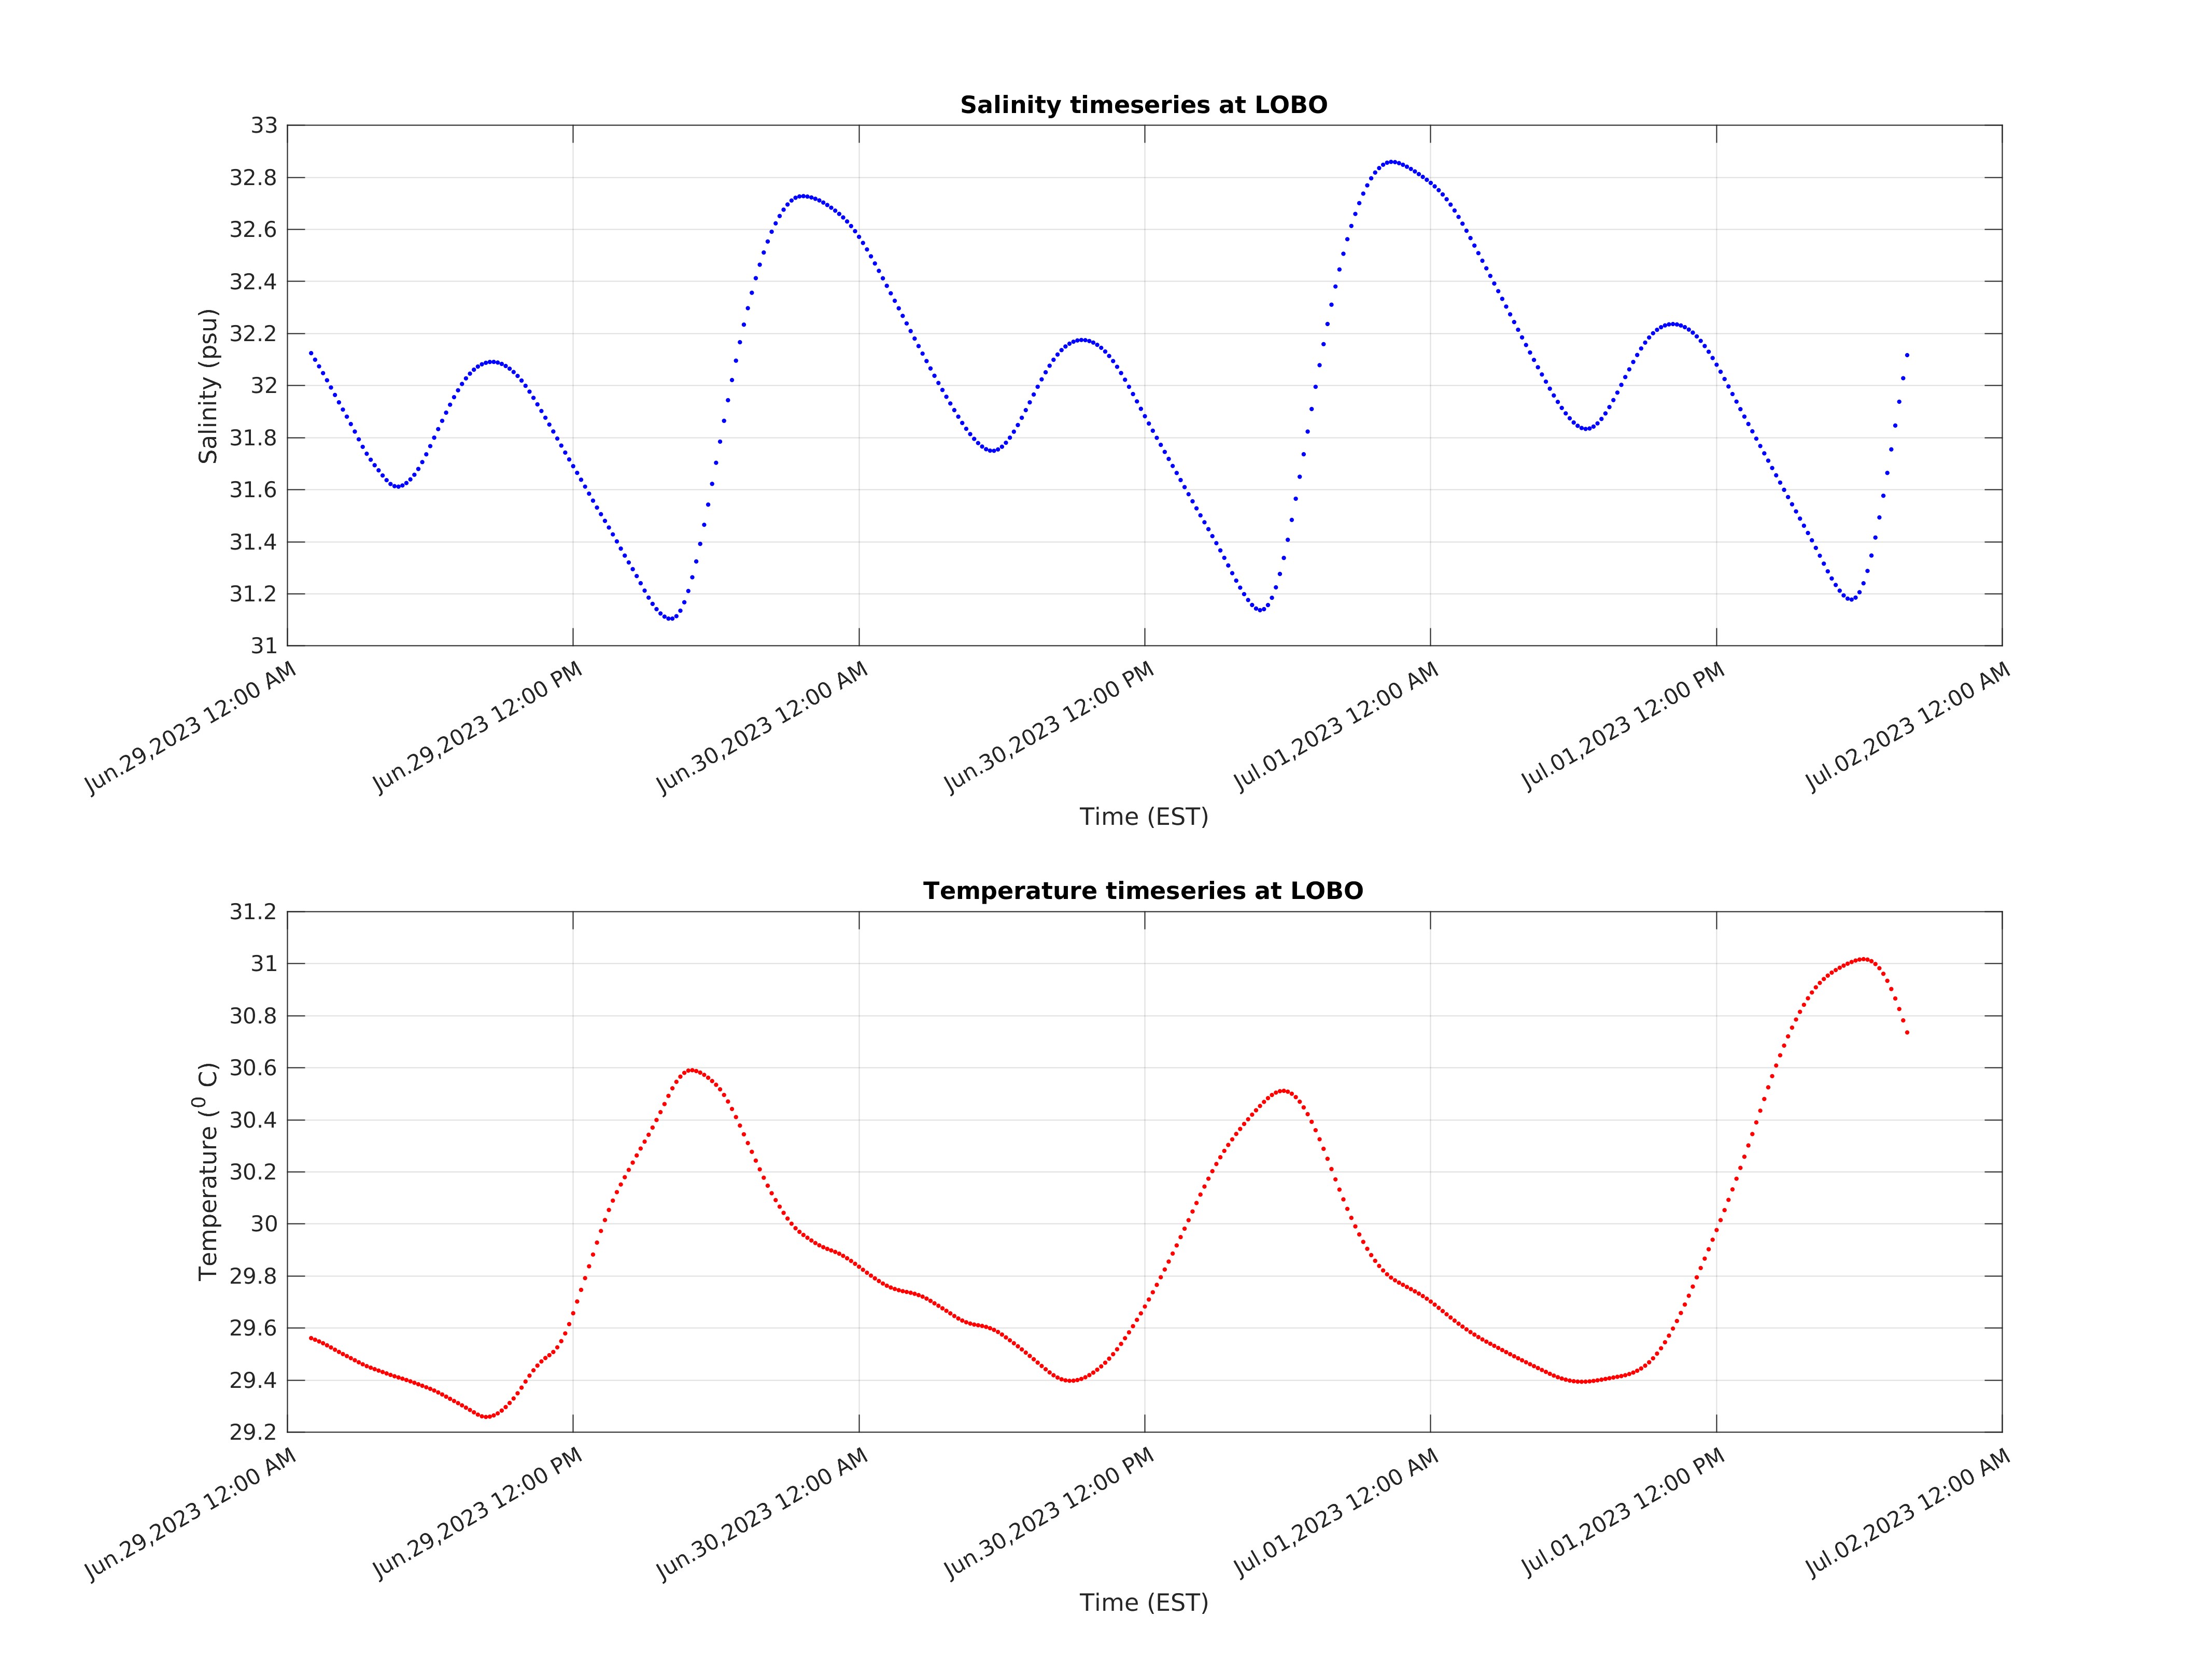 Salinity timeseries at LOBO
Salinity (psu)
33
32.8
32.6
32.4
32.2
32
31.8
31.6
31.4
31.2
31
Jun.29,2023 12:00 AM
Jun.29,2023 12:00 PM
Jun.30,2023 12:00 AM
Jun.30,2023 12:00 PM
Jul.01,2023 12:00 AM
Jul.01,2023 12:00 PM
Jul.02,2023 12:00 AM
Time (EST)
Temperature timeseries at LOBO
Temperature (⁰ C)
31.2
31
30.8
30.6
30.4
30.2
30
29.8
29.6
29.4
29.2
Jun.29,2023 12:00 AM
Jun.29,2023 12:00 PM
Jun.30,2023 12:00 AM
Jun.30,2023 12:00 PM
Jul.01,2023 12:00 AM
Jul.01,2023 12:00 PM
Jul.02,2023 12:00 AM
Time (EST)